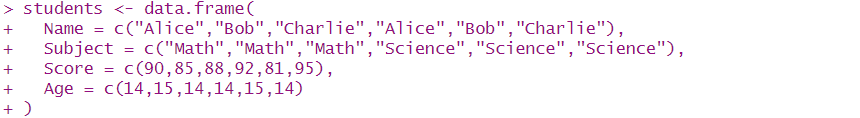 > students <- data.frame(
+   Name = c("Alice","Bob","Charlie","Alice","Bob","Charlie"),
+   Subject = c("Math","Math","Math","Science","Science","Science"),
+   Score = c(90,85,88,92,81,95),
+   Age = c(14,15,14,14,15,14)
+ )